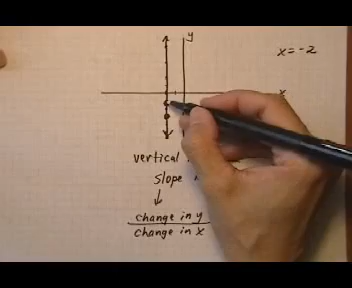 y
x = -2
x
vertical
slope
change in y
change in x